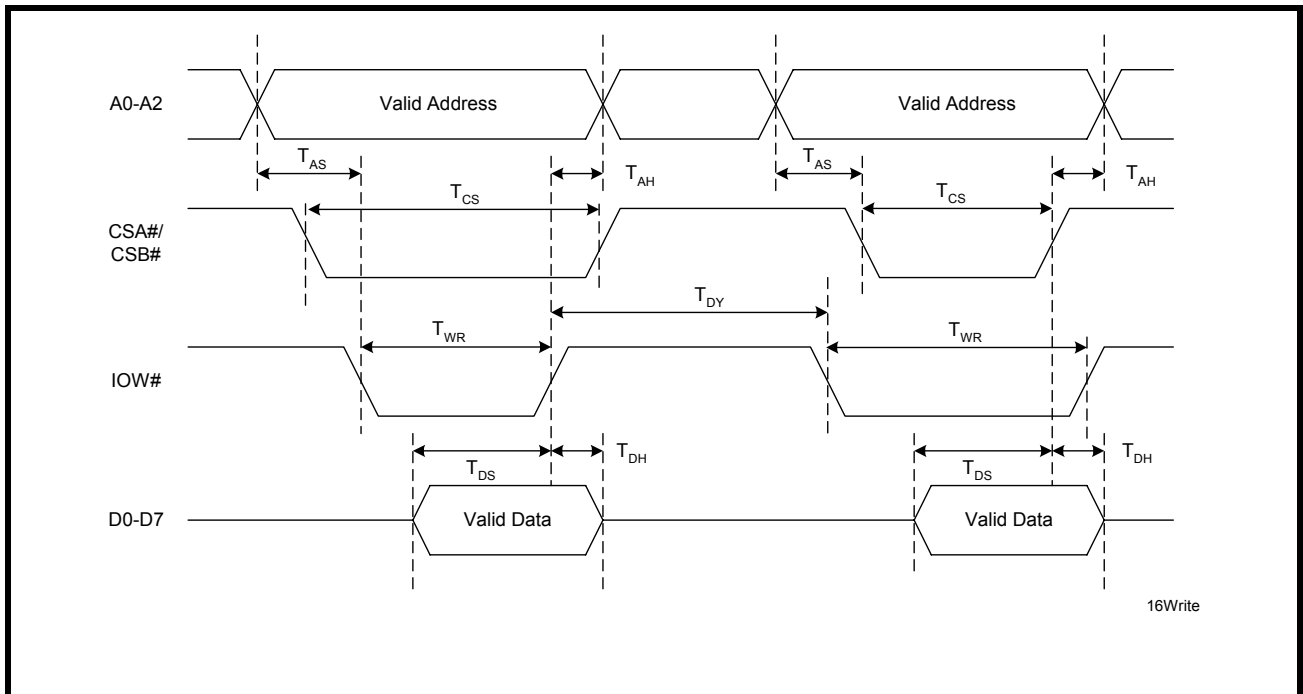 A0-A2
Valid Address
Valid Address
TAS
TAH
TAS
TAH
TCS
TCS
CSA#/
CSB#
TDY
TWR
TWR
IOW#
TDS
TDH
TDS
TDH
D0-D7
Valid Data
Valid Data
16Write